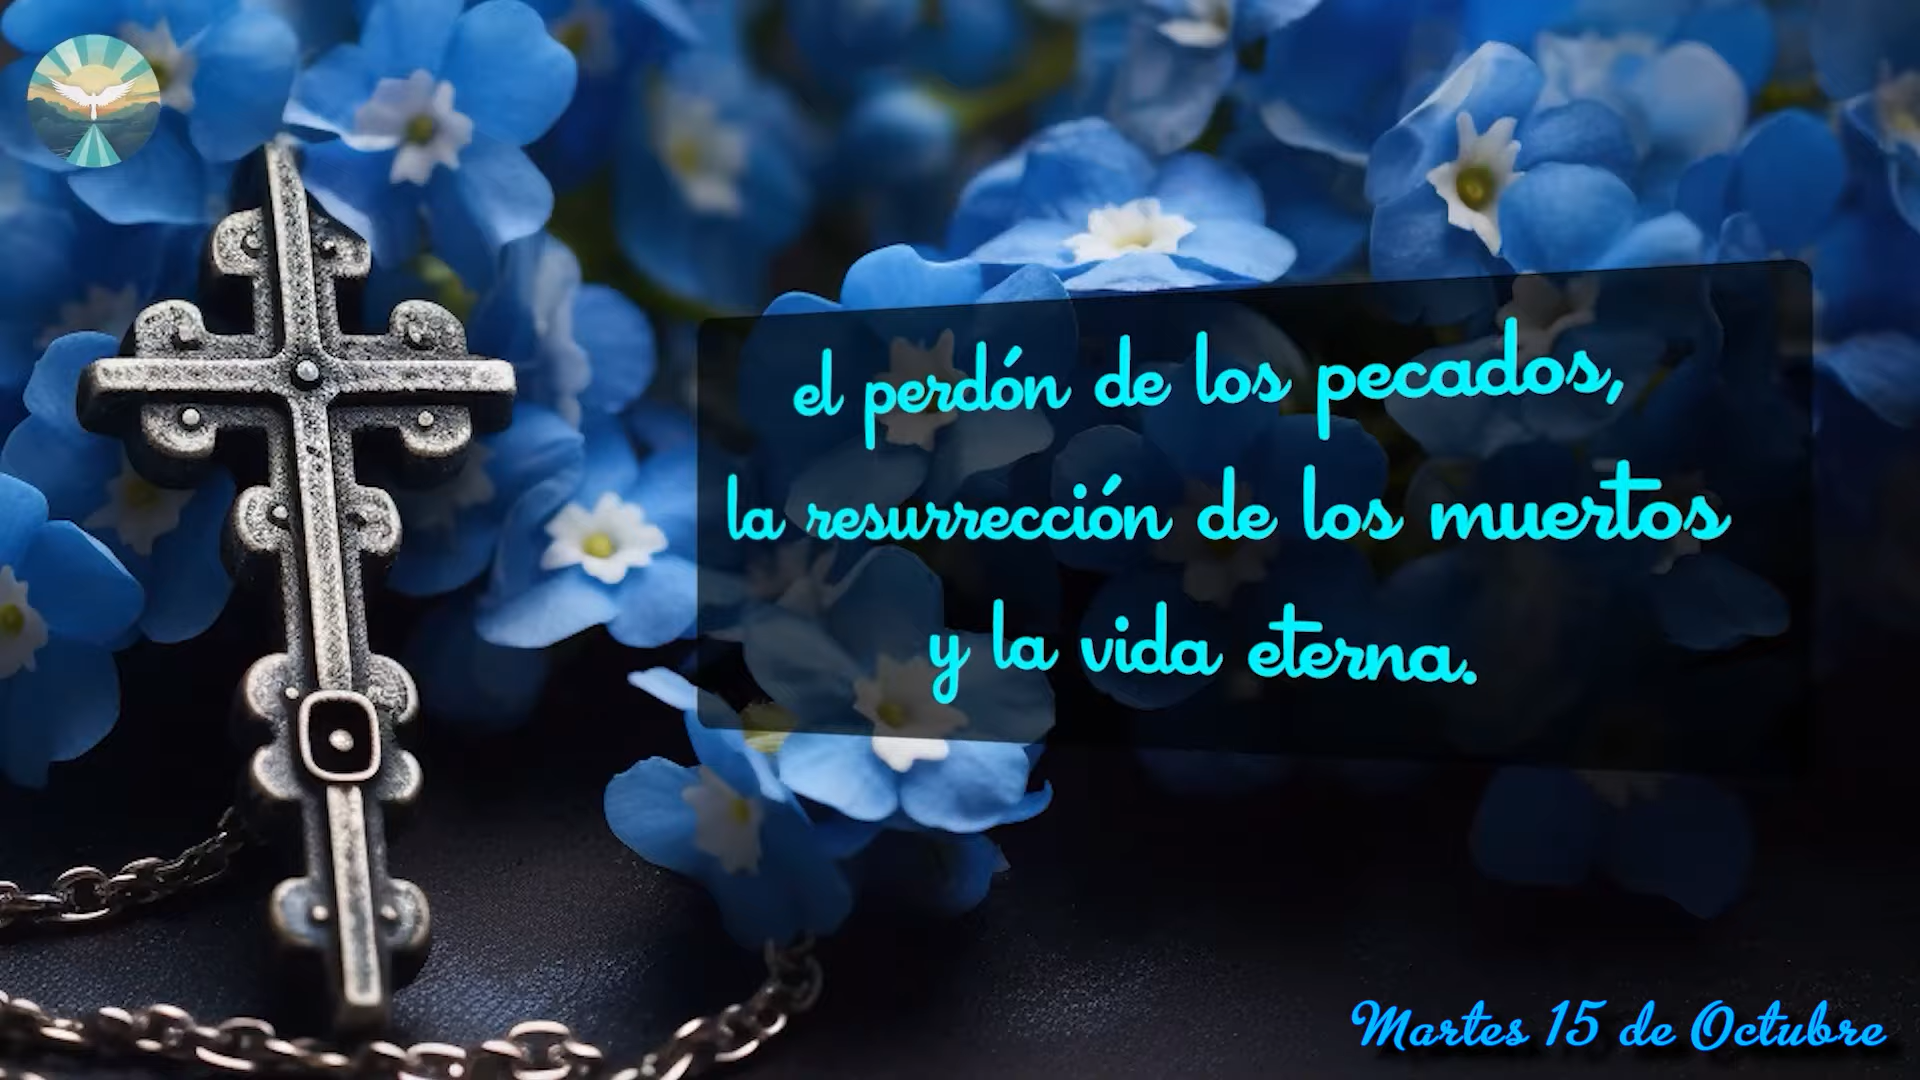 el perdón de los pecados,
la resurrección de los muertos
y la vida eterna.
Martes 15 de Octubre